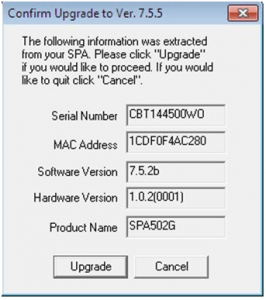 Confirm Upgrade to Ver. 7.5.5
The following information was extracted
from your SPA. Please click "Upgrade"
if you would like to proceed. If you would
like to quit click "Cancel".
Serial Number CBT144500WO
MAC Address 1CDF0F4AC280
Software Version 7.5.2b
Hardware Version 1.0.2(0001)
Product Name SPA502G
Upgrade Cancel